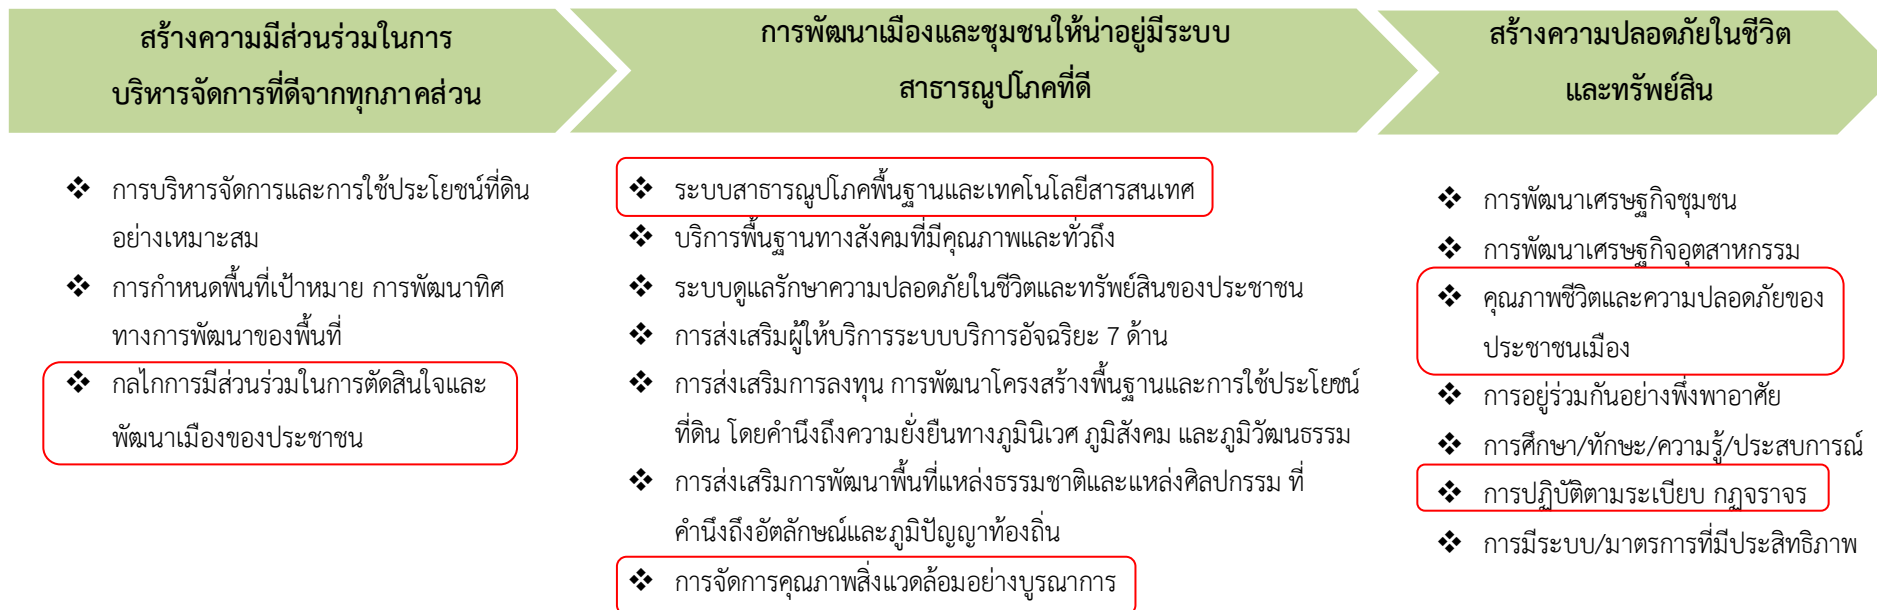 สร้างความมีส่วนร่วมในการ
บริหารจัดการที่ดีจากทุกภาคส่วน
❖ การบริหารจัดการและการใช้ประโยชน์ที่ดิน
อย่างเหมาะสม
❖ การกำหนดพื้นที่เป้าหมาย การพัฒนาทิศ
ทางการพัฒนาของพื้นที่
❖ กลไกการมีส่วนร่วมในการตัดสินใจและ
พัฒนาเมืองของประชาชน
การพัฒนาเมืองและชุมชนให้น่าอยู่มีระบบ
สาธารณูปโภคที่ดี
❖ ระบบสาธารณูปโภคพื้นฐานและเทคโนโลยีสารสนเทศ
❖ บริการพื้นฐานทางสังคมที่มีคุณภาพและทั่วถึง
❖ ระบบดูแลรักษาความปลอดภัยในชีวิตและทรัพย์สินของประชาชน
❖ การส่งเสริมผู้ให้บริการระบบบริการอัจฉริยะ 7 ด้าน
❖ การส่งเสริมการลงทุน การพัฒนาโครงสร้างพื้นฐานและการใช้ประโยชน์
ที่ดิน โดยคำนึงถึงความยั่งยืนทางภูมินิเวศ ภูมิสังคม และภูมิวัฒนธรรม
❖ การส่งเสริมการพัฒนาพื้นที่แหล่งธรรมชาติและแหล่งศิลปกรรม ที่
คำนึงถึงอัตลักษณ์และภูมิปัญญาท้องถิ่น
❖ การจัดการคุณภาพสิ่งแวดล้อมอย่างบูรณาการ
สร้างความปลอดภัยในชีวิต
และทรัพย์สิน
❖ การพัฒนาเศรษฐกิจชุมชน
❖ การพัฒนาเศรษฐกิจอุตสาหกรรม
❖ คุณภาพชีวิตและความปลอดภัยของ
ประชาชนเมือง
❖ การอยู่ร่วมกันอย่างพึ่งพาอาศัย
❖ การศึกษา/ทักษะ/ความรู้/ประสบการณ์
❖ การปฏิบัติตามระเบียบ กฎจราจร
❖ การมีระบบ/มาตรการที่มีประสิทธิภาพ